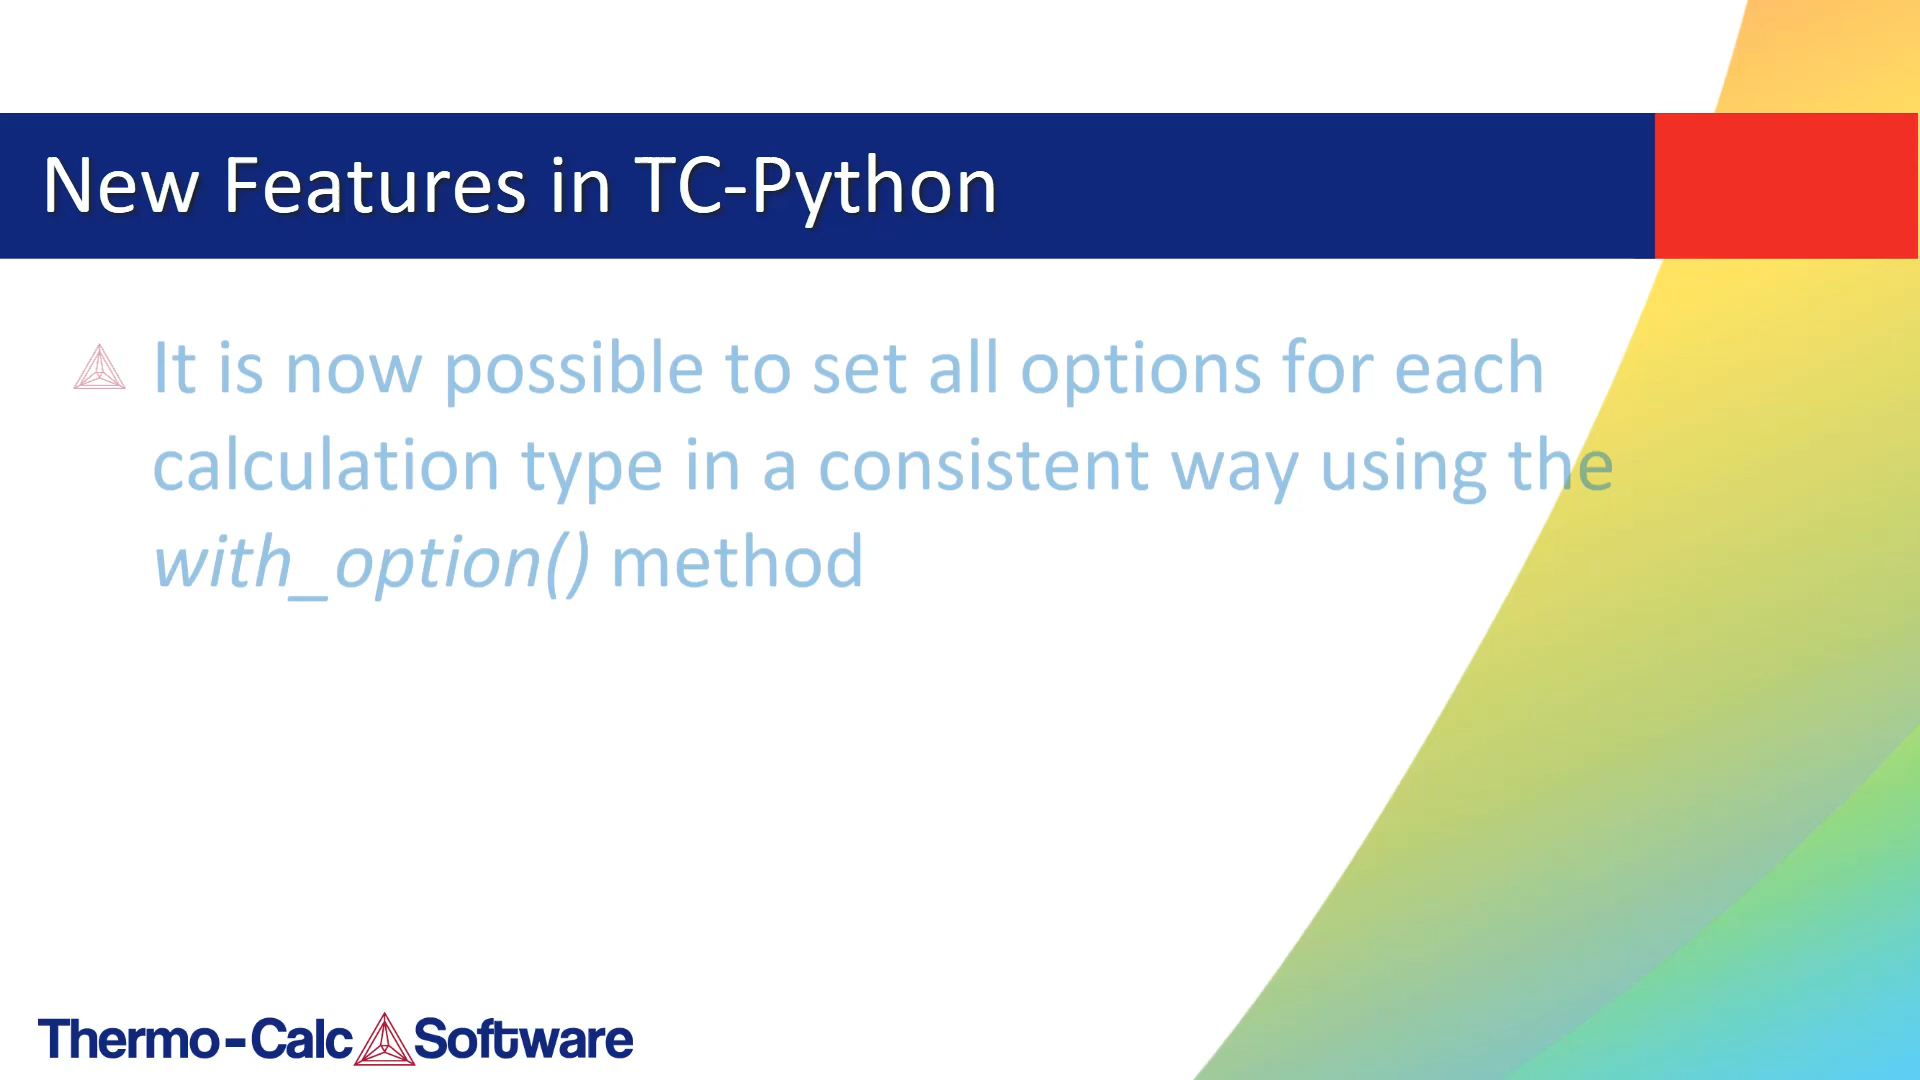 New Features in TC-Python
It is now possible to set all options for each
calculation type in a consistent way using the
with_option() method
Thermo-Calc Software